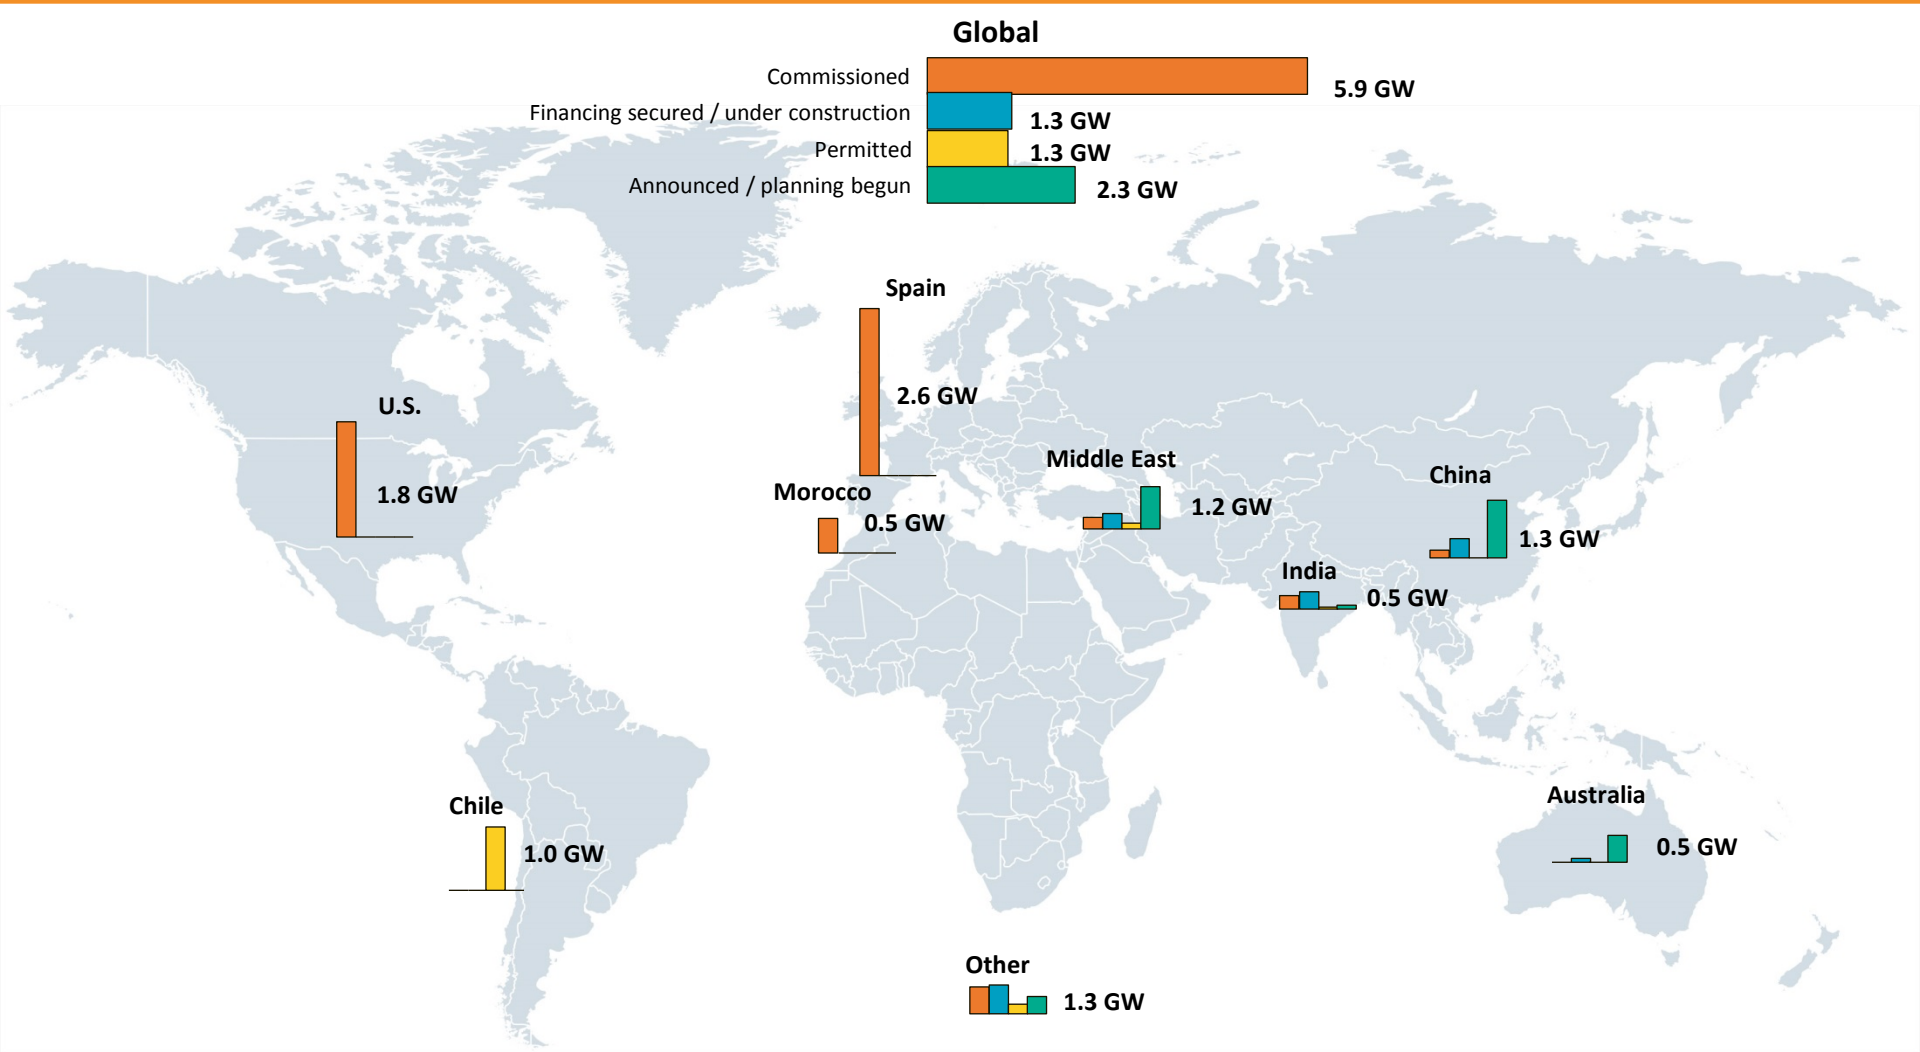 Global
Commissioned
5.9 GW
Financing secured / under construction
1.3 GW
Permitted
1.3 GW
Announced / planning begun
2.3 GW
Spain
2.6 GW
U.S.
1.8 GW
Morocco
0.5 GW
Middle East
1.2 GW
China
1.3 GW
India
0.5 GW
Chile
1.0 GW
Australia
0.5 GW
Other
1.3 GW